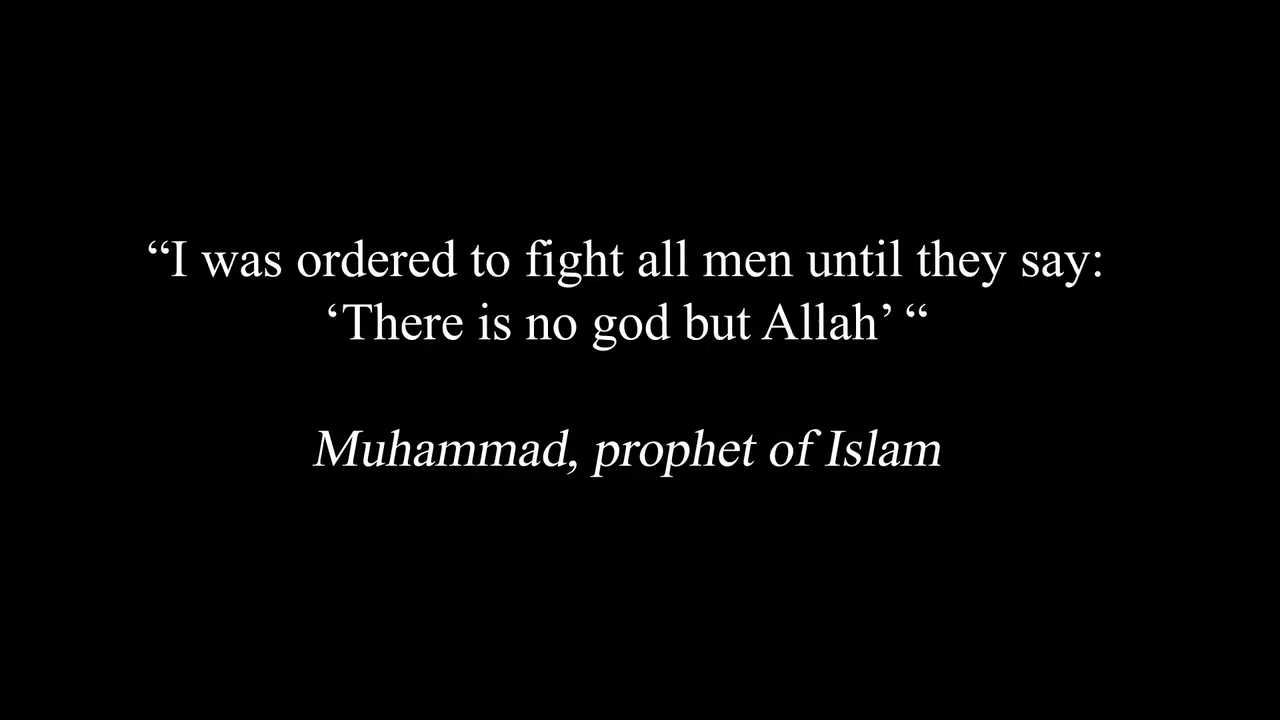 “I was ordered to fight all men until they say:
‘There is no god but Allah’ “
Muhammad, prophet of Islam